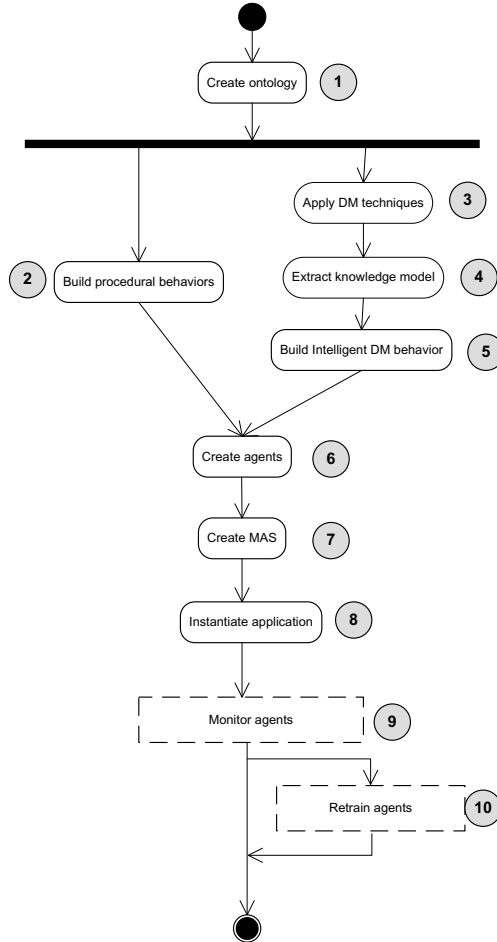 Create ontology
1
Apply DM techniques
3
2
Build procedural behaviors
Extract knowledge model
4
Build Intelligent DM behavior
5
Create agents
6
Create MAS
7
Instantiate application
8
Monitor agents
9
Retrain agents
10